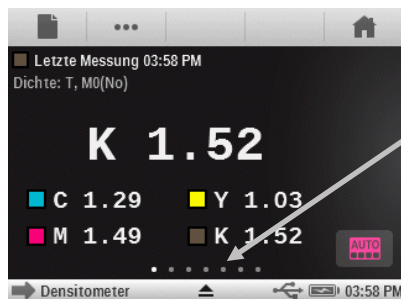 •••
Letzte Messung 03:58 PM
Dichte: T, M0(No)
K 1.52
C 1.29 Y 1.03
M 1.49 K 1.52
AUTO
Densitometer 03:58 PM